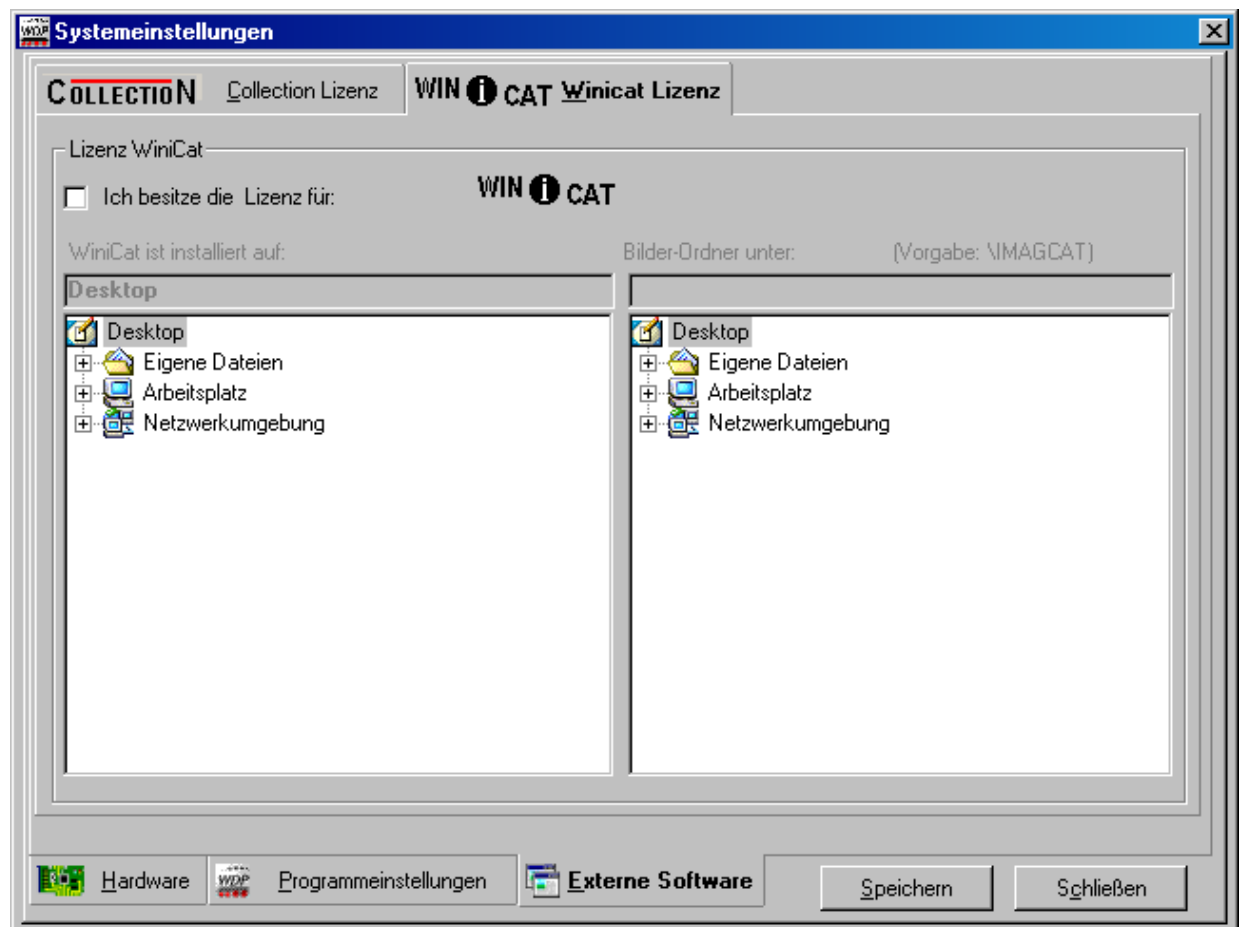 Systemeinstellungen
COLLECTION Collection Lizenz WIN i CAT Winicat Lizenz
Lizenz WiniCat
Ich besitze die Lizenz für: WIN i CAT
WiniCat ist installiert auf: Bilder-Ordner unter: (Vorgabe: \IMAGCAT)
Desktop
Desktop Desktop
Eigene Dateien Eigene Dateien
Arbeitsplatz Arbeitsplatz
Netzwerkumgebung Netzwerkumgebung
Hardware WDP Programmeinstellungen Externe Software Speichern Schließen